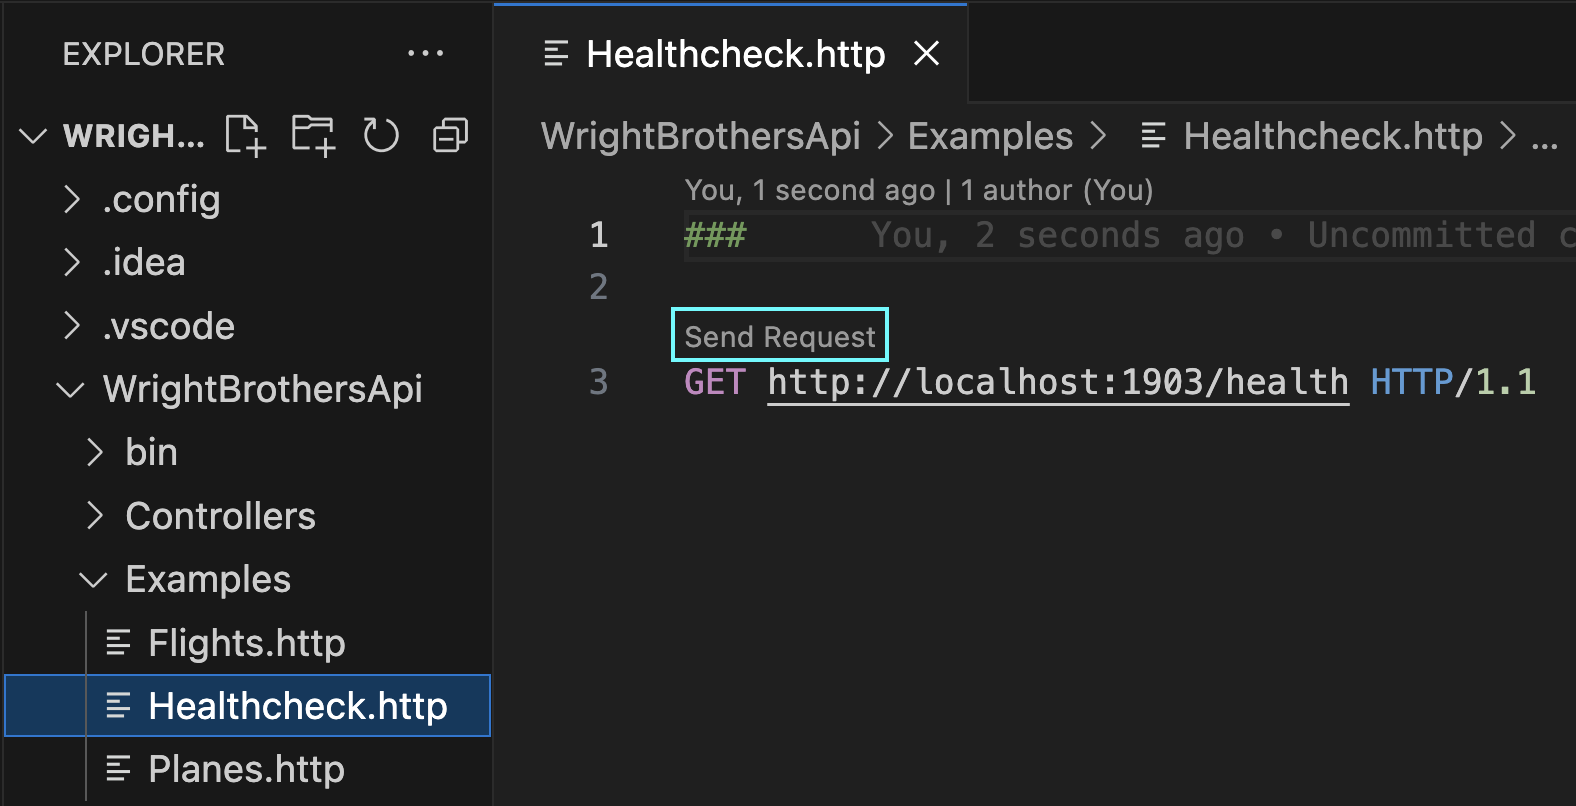 EXPLORER
WRIGH...
.config
.idea
.vscode
WrightBrothersApi
bin
Controllers
Examples
Flights.http
Healthcheck.http
Planes.http
Healthcheck.http
WrightBrothersApi > Examples > Healthcheck.http > ...
You, 1 second ago | 1 author (You)
1 ### You, 2 seconds ago • Uncommitted c
2
Send Request
3 GET http://localhost:1903/health HTTP/1.1